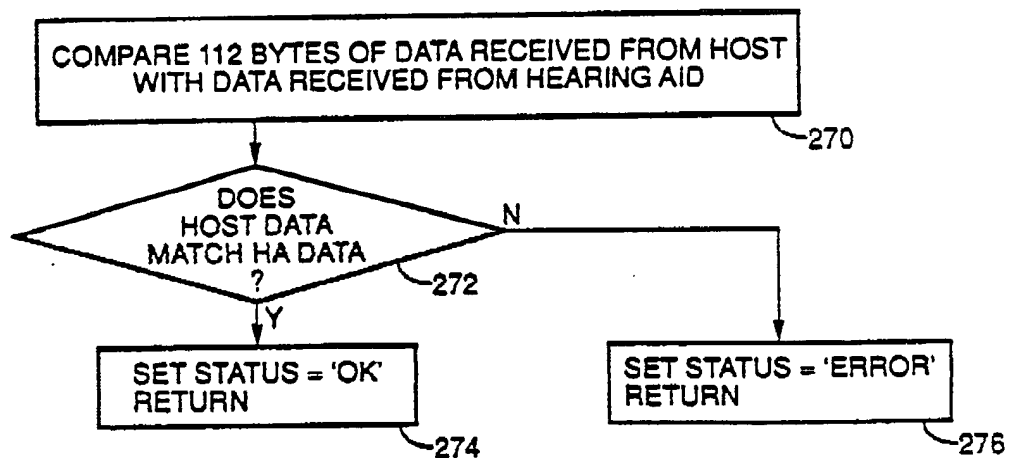 COMPARE 112 BYTES OF DATA RECEIVED FROM HOST
WITH DATA RECEIVED FROM HEARING AID
270
DOES
HOST DATA
MATCH HA DATA
?
N
272
Y
SET STATUS = 'OK'
RETURN
274
SET STATUS = 'ERROR'
RETURN
276